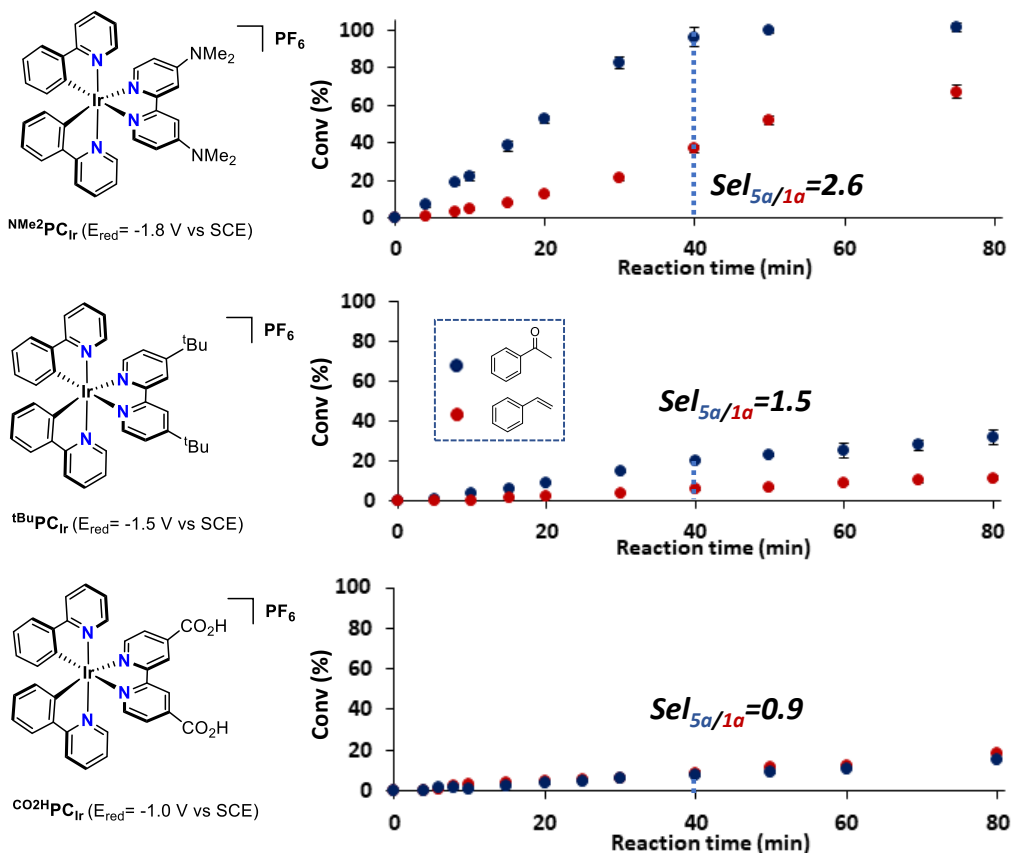 PF6
N
N
N
N
Ir
NMe2
NMe2
NMe2PCIr (Ered= -1.8 V vs SCE)
Conv (%)
100
80
60
40
20
0
0 20 40 60 80
Reaction time (min)
Sel5a/1a=2.6
PF6
N
N
N
N
Ir
tBu
tBu
tBuPCIr (Ered= -1.5 V vs SCE)
Conv (%)
100
80
60
40
20
0
0 20 40 60 80
Reaction time (min)
O
Sel5a/1a=1.5
PF6
N
N
N
N
Ir
CO2H
CO2H
CO2HPCIr (Ered= -1.0 V vs SCE)
Conv (%)
100
80
60
40
20
0
0 20 40 60 80
Reaction time (min)
Sel5a/1a=0.9